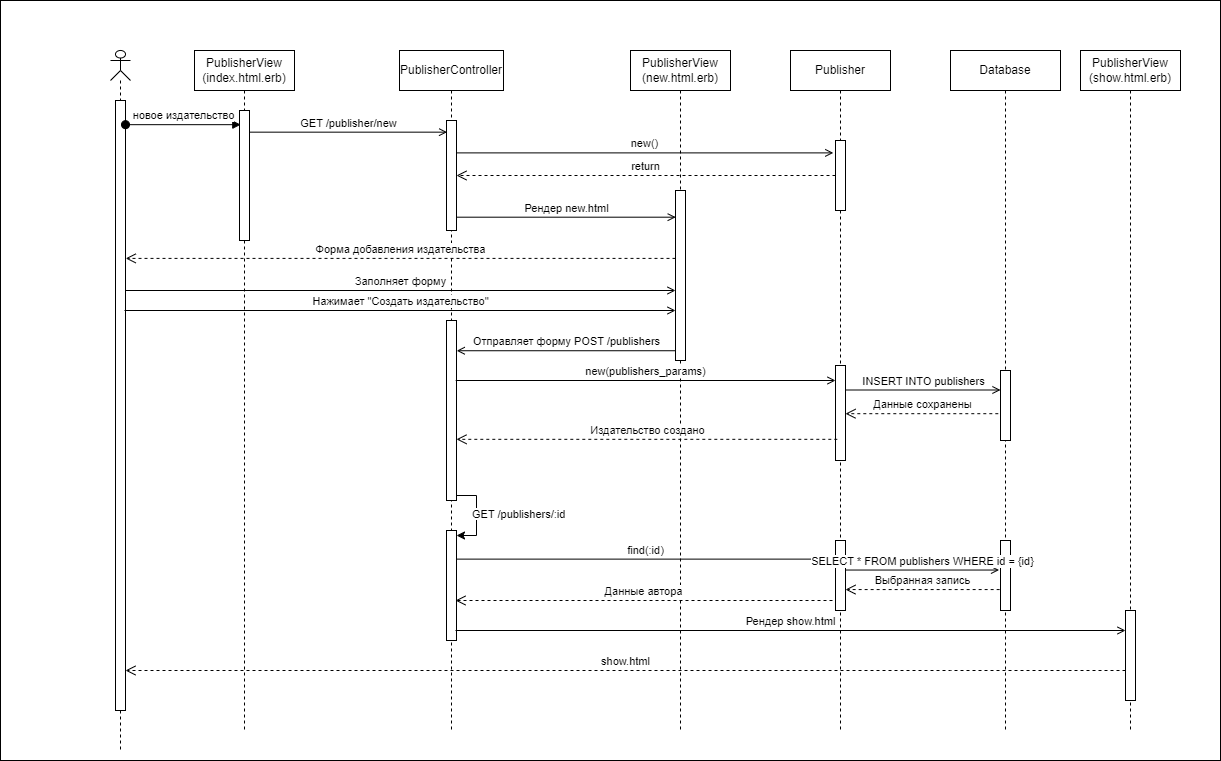 PublisherView
(index.html.erb)
PublisherController
PublisherView
(new.html.erb)
Publisher
Database
PublisherView
(show.html.erb)
новое издательство
GET /publisher/new
new()
return
Рендер new.html
Форма добавления издательства
Заполняет форму
Нажимает "Создать издательство"
Отправляет форму POST /publishers
new(publishers_params)
INSERT INTO publishers
Данные сохранены
Издательство создано
GET /publishers/:id
find(:id)
SELECT * FROM publishers WHERE id = {id}
Выбранная запись
Данные автора
Рендер show.html
show.html